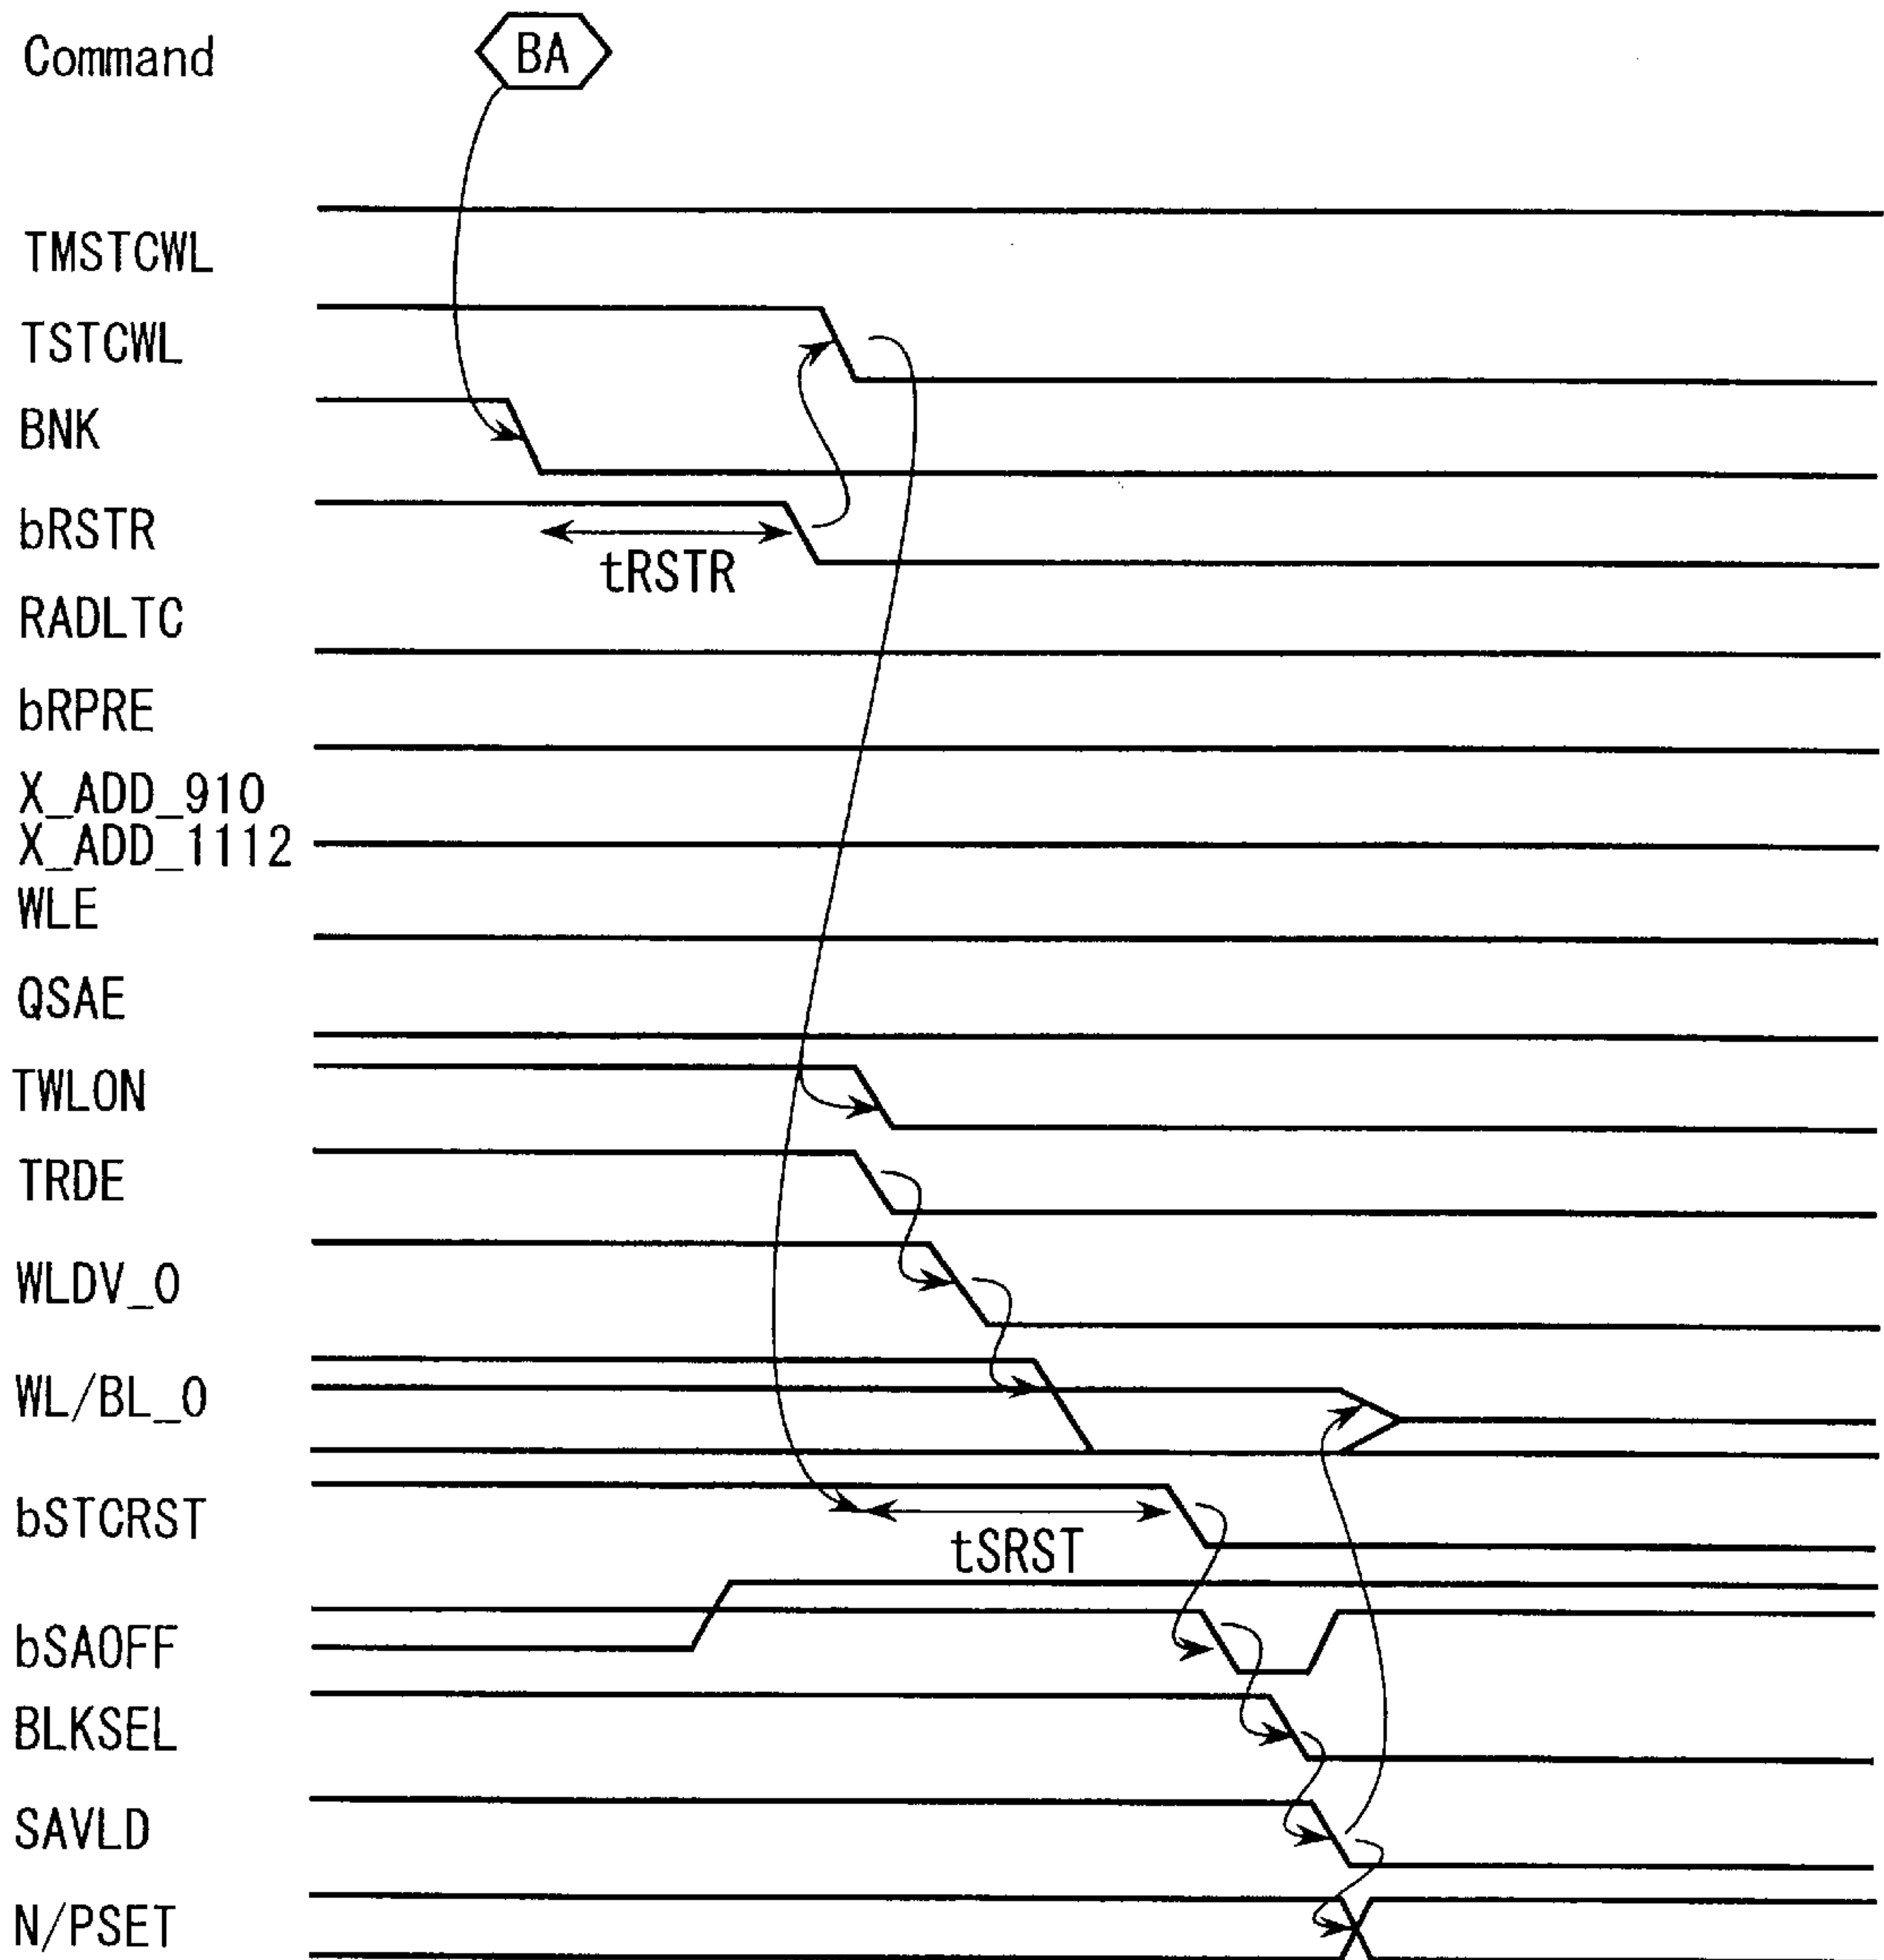 Command
BA
TMSTCWL
TSTCWL
BNK
bRSTR
tRSTR
RADLTC
bRPRE
X_ADD_910
X_ADD_1112
WLE
QSAE
TWLON
TRDE
WLDV_0
WL/BL_0
bSTCRST
tSRST
bSAOFF
BLKSEL
SAVLD
N/PSET